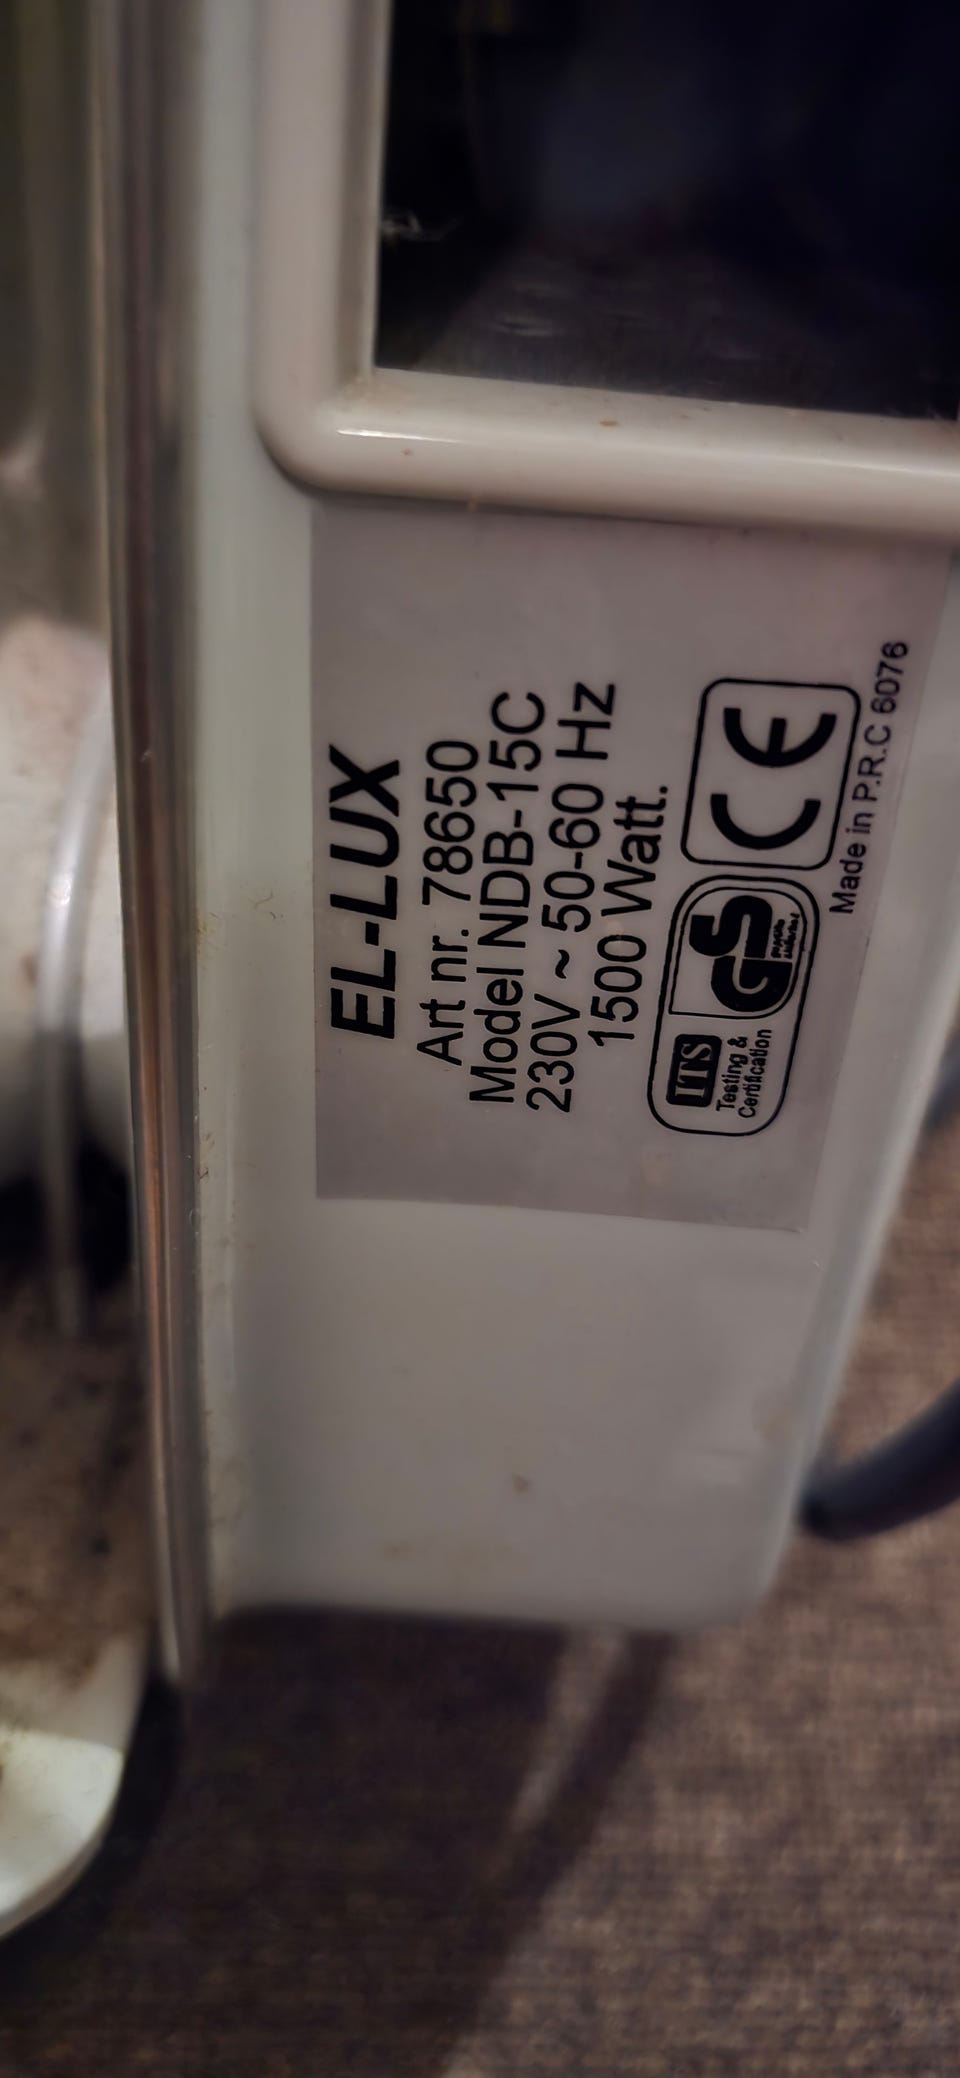 EL-LUX
Art nr. 78650
Model NDB-15C
230V ~ 50-60 Hz
1500 Watt.
ITS
Testing &
Certification
GS
CE
Made in P.R.C 6076